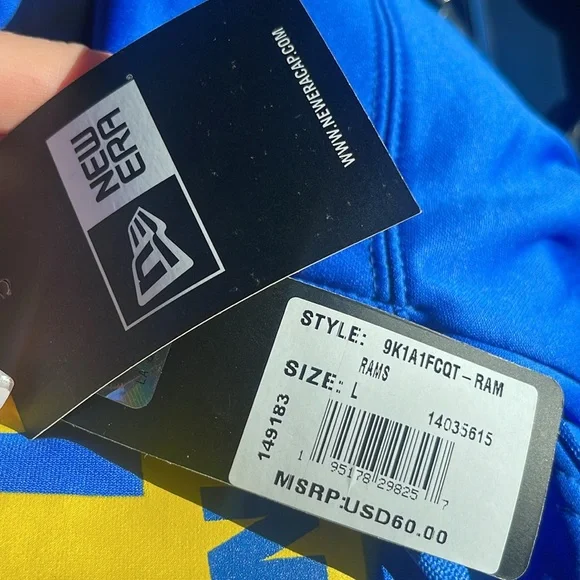 WWW.NEWERACAP.COM
NEW
ERA
STYLE: 9K1A1FCQT-RAM
RAMS
SIZE: L
14035615
149183
1 95178 29825 7
MSRP:USD60.00